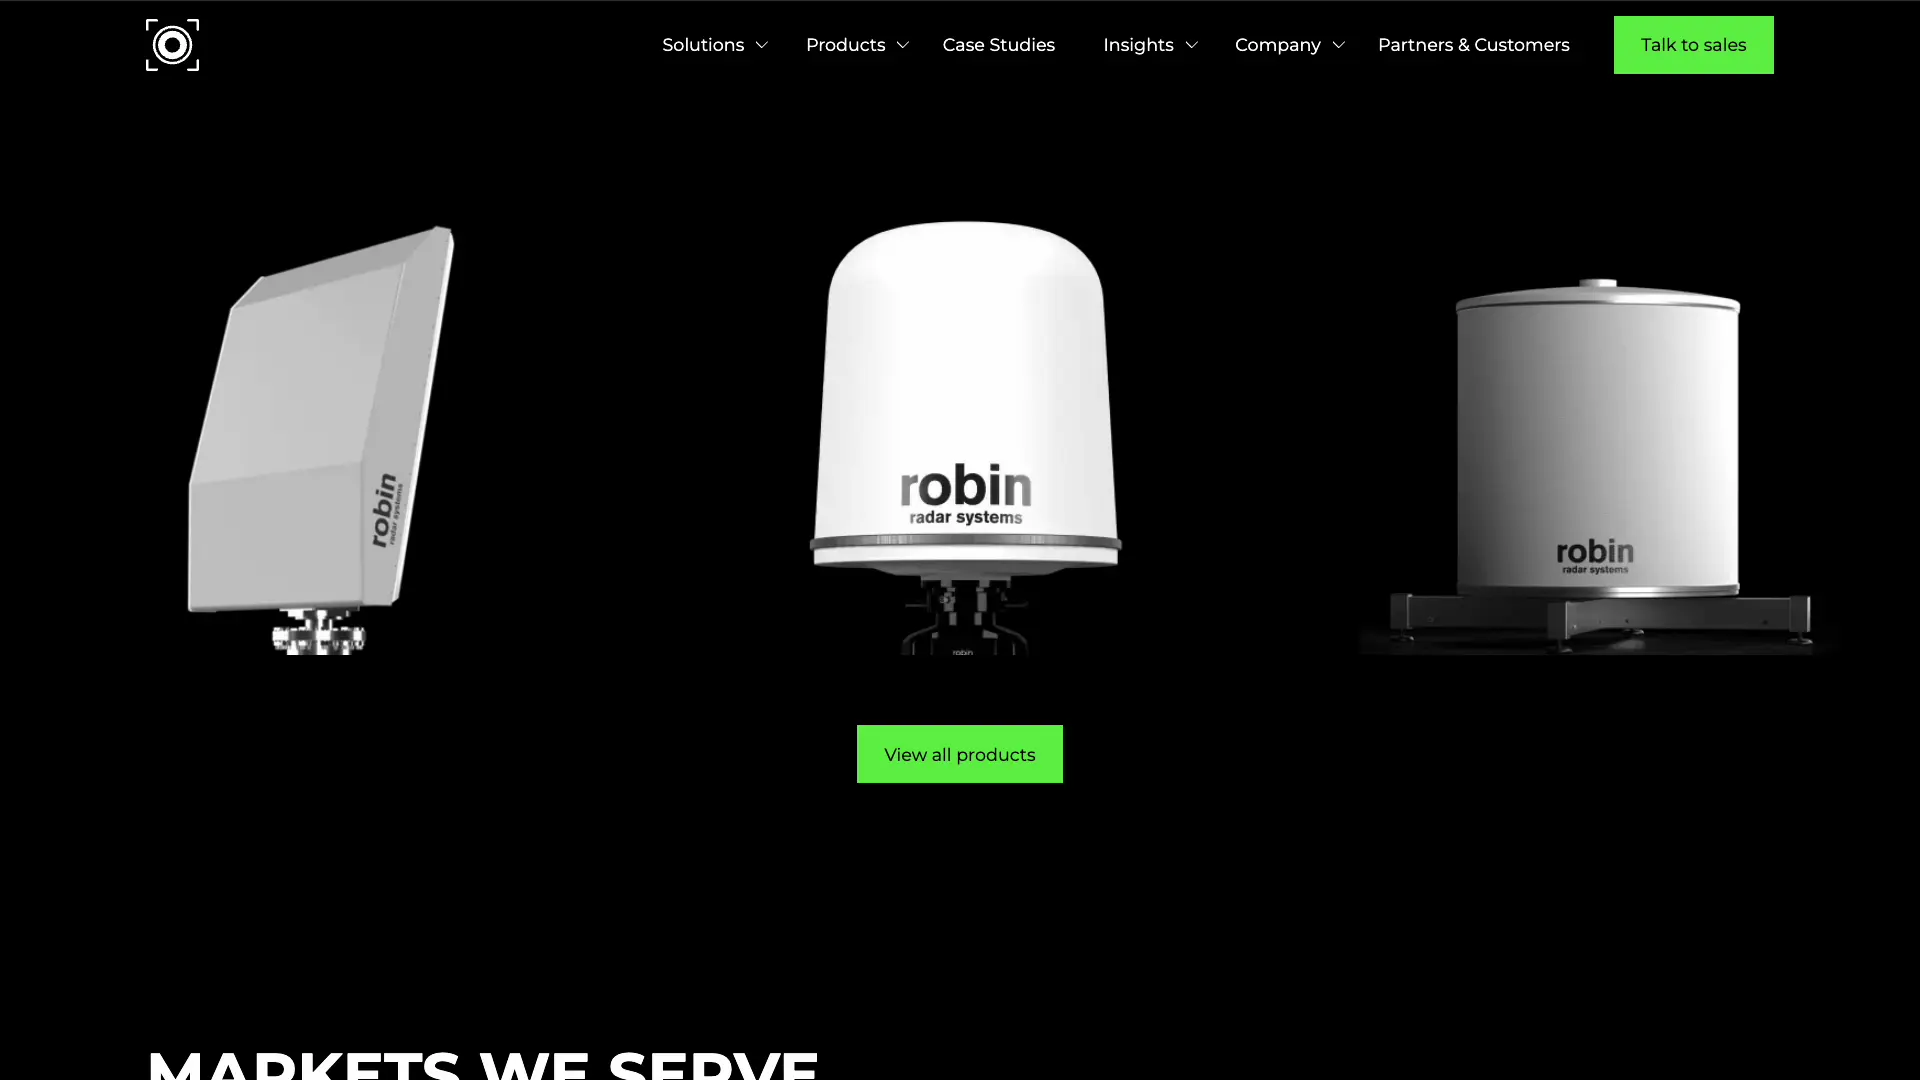 Solutions
Products
Case Studies
Insights
Company
Partners & Customers
Talk to sales
robin
radar systems
robin
radar systems
robin
robin
radar systems
View all products
MARKETS WE SERVE